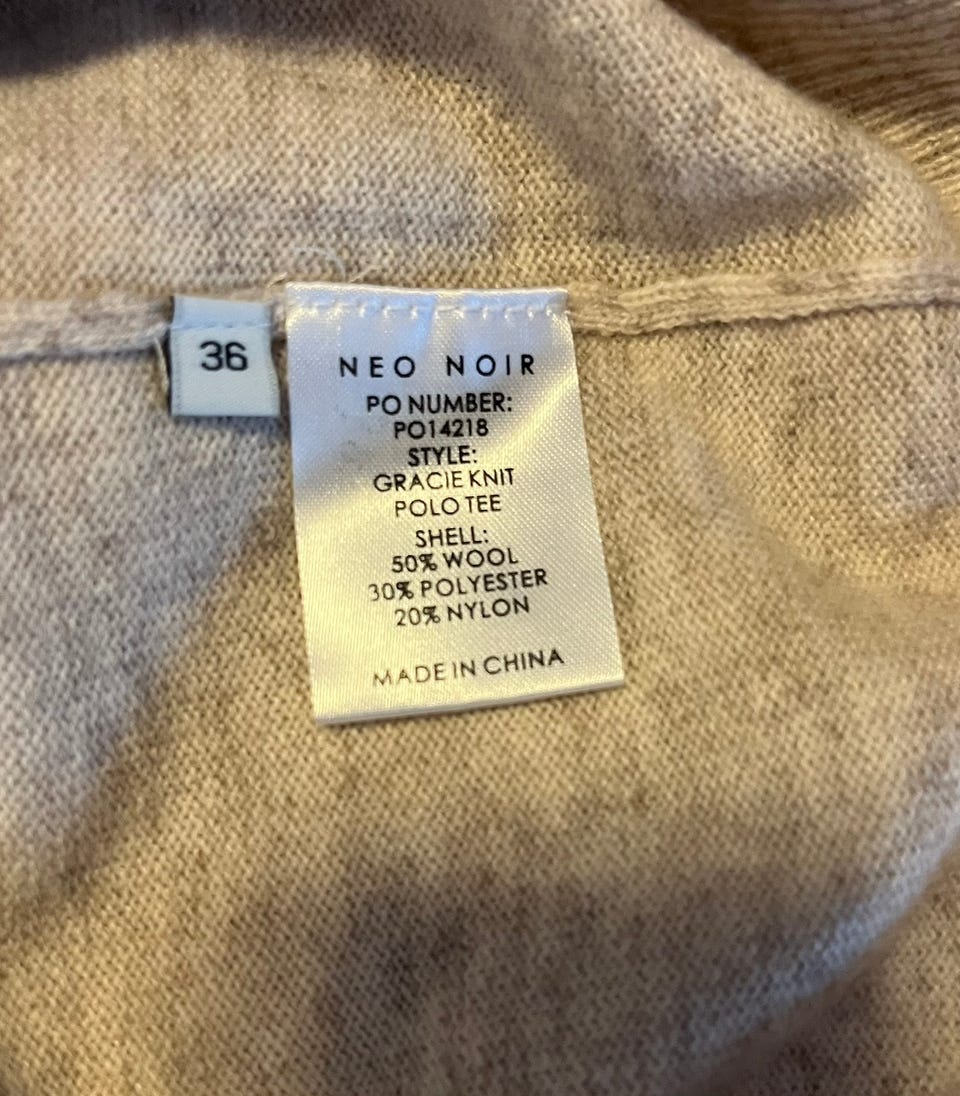 36
NEO NOIR
PO NUMBER:
PO14218
STYLE:
GRACIE KNIT
POLO TEE
SHELL:
50% WOOL
30% POLYESTER
20% NYLON
MADE IN CHINA